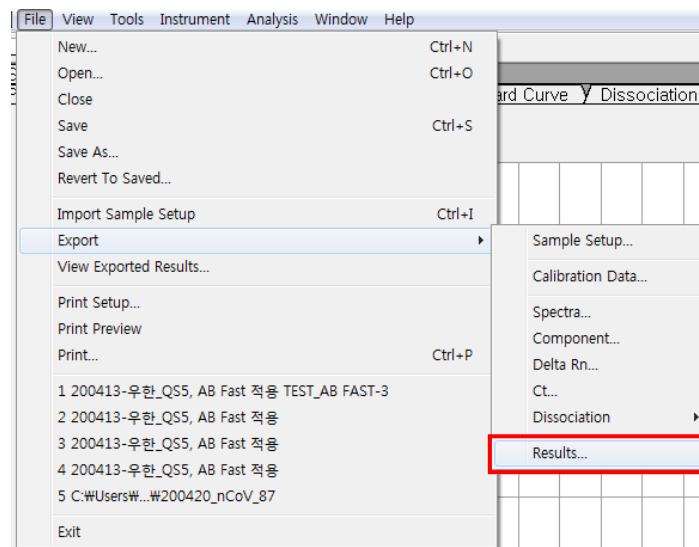 File View Tools Instrument Analysis Window Help
New... Ctrl+N
Open... Ctrl+O
Close
Save Ctrl+S
Save As...
Revert To Saved...
Import Sample Setup Ctrl+I
Export
View Exported Results...
Print Setup...
Print Preview
Print... Ctrl+P
1 200413-우한_QS5, AB Fast 적용 TEST_AB FAST-3
2 200413-우한_QS5, AB Fast 적용
3 200413-우한_QS5, AB Fast 적용
4 200413-우한_QS5, AB Fast 적용
5 C:₩Users₩...₩200420_nCoV_87
Exit
ard Curve Dissociation
Sample Setup...
Calibration Data...
Spectra...
Component...
Delta Rn...
Ct...
Dissociation
Results...